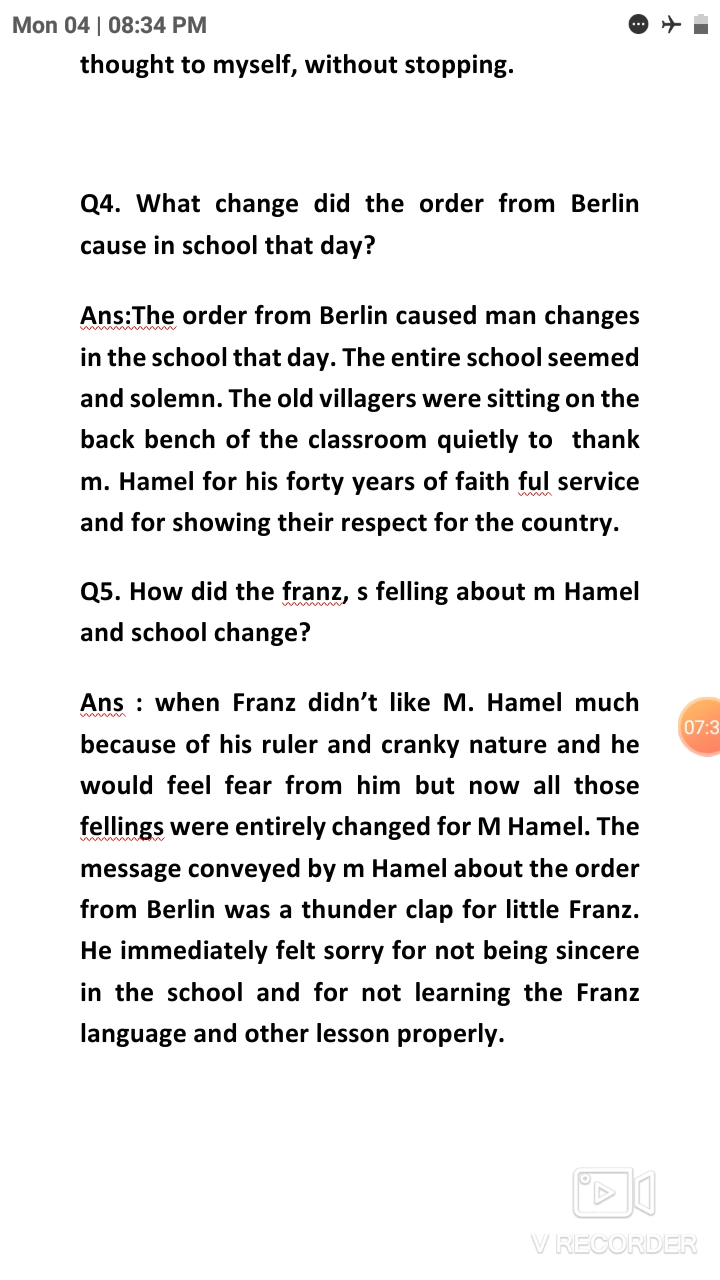 Mon 04 | 08:34 PM
thought to myself, without stopping.
Q4. What change did the order from Berlin
cause in school that day?
Ans:The order from Berlin caused man changes
in the school that day. The entire school seemed
and solemn. The old villagers were sitting on the
back bench of the classroom quietly to thank
m. Hamel for his forty years of faith ful service
and for showing their respect for the country.
Q5. How did the franz, s felling about m Hamel
and school change?
Ans : when Franz didn’t like M. Hamel much
because of his ruler and cranky nature and he
would feel fear from him but now all those
fellings were entirely changed for M Hamel. The
message conveyed by m Hamel about the order
from Berlin was a thunder clap for little Franz.
He immediately felt sorry for not being sincere
in the school and for not learning the Franz
language and other lesson properly.
07:3
V RECORDER